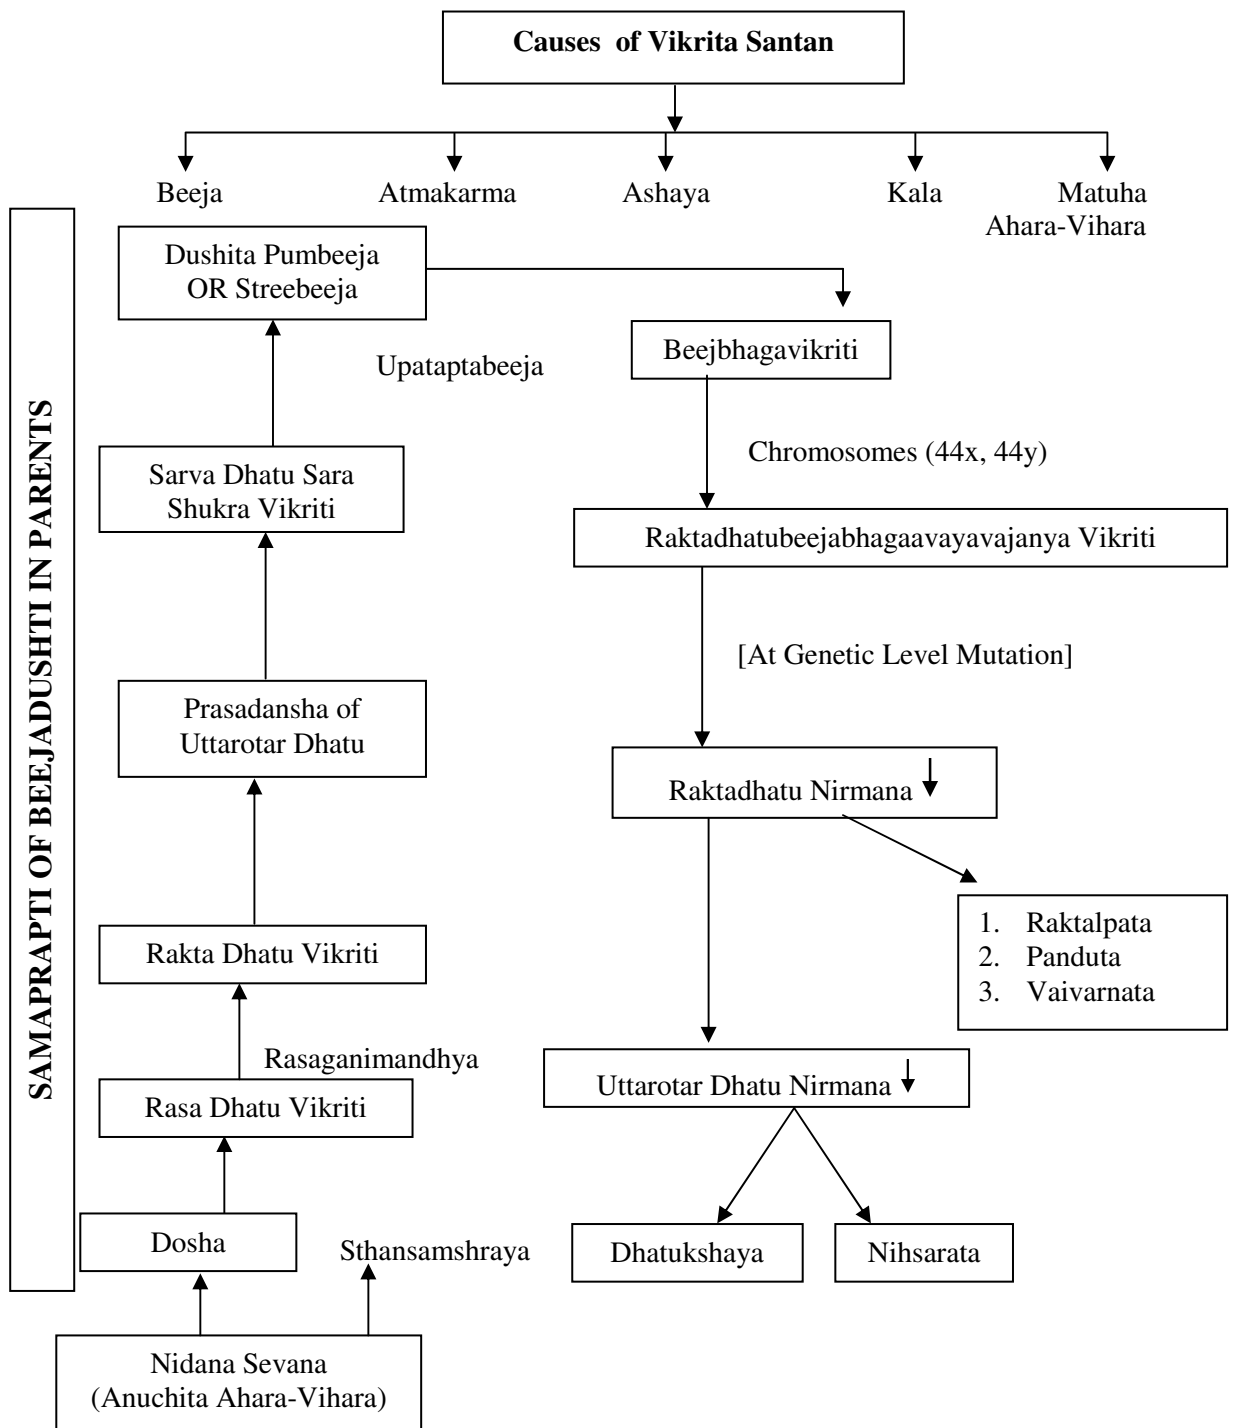 Causes of Vikrita Santan
Beeja
Atmakarma
Ashaya
Kala
Matuha
Ahara-Vihara
SAMAPRAPTI OF BEEJADUSHTI IN PARENTS
Dushita Pumbeeja
OR Streebeeja
Upataptabeeja
Sarva Dhatu Sara
Shukra Vikriti
Prasadansha of
Uttarotar Dhatu
Rakta Dhatu Vikriti
Rasaganimandhya
Rasa Dhatu Vikriti
Dosha
Sthansamshraya
Nidana Sevana
(Anuchita Ahara-Vihara)
Beejbhagavikriti
Chromosomes (44x, 44y)
Raktadhatubeejabhagaavayavajanya Vikriti
[At Genetic Level Mutation]
Raktadhatu Nirmana ↓
1. Raktalpata
2. Panduta
3. Vaivarnata
Uttarotar Dhatu Nirmana ↓
Dhatukshaya
Nihsarata